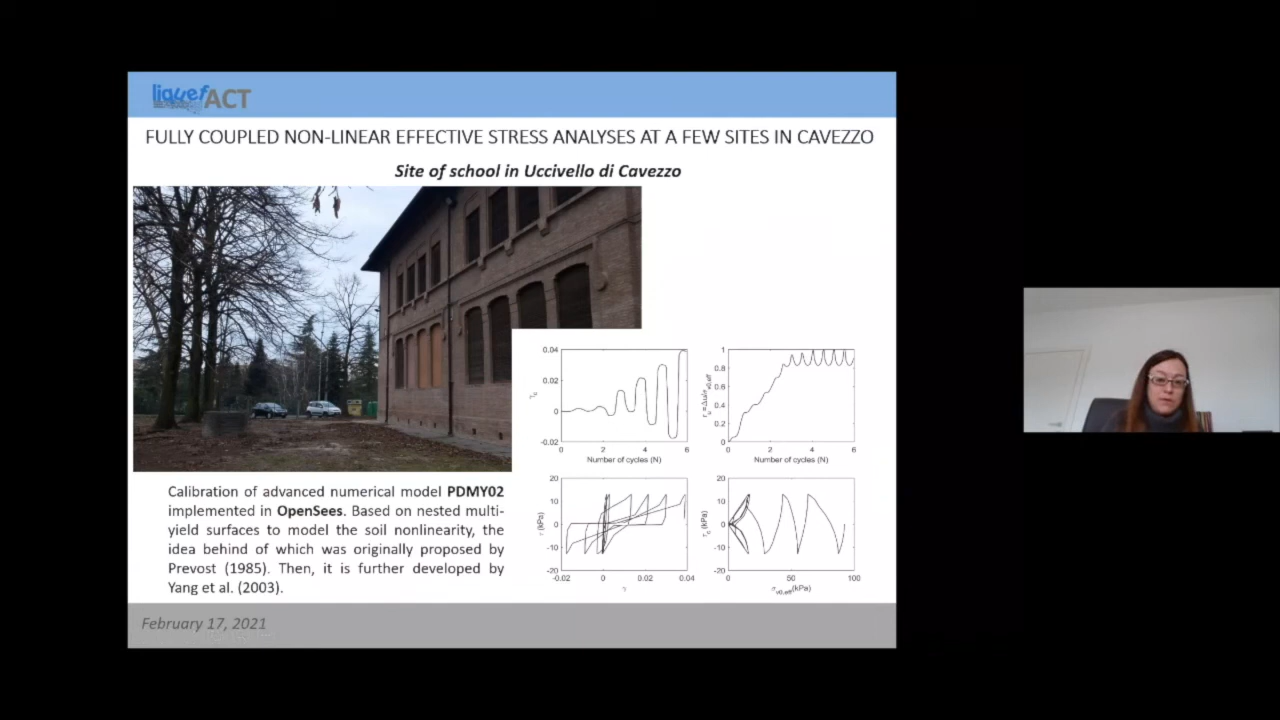 liquefACT
FULLY COUPLED NON-LINEAR EFFECTIVE STRESS ANALYSES AT A FEW SITES IN CAVEZZO
Site of school in Uccivello di Cavezzo
0.04
0.02
0
-0.02
0 2 4 6
Number of cycles (N)
1
0.8
0.6
0.4
0.2
0
0 2 4 6
Number of cycles (N)
20
10
0
-10
-20
-0.02 0 0.02 0.04
γ
τ (kPa)
20
10
0
-10
-20
0 50 100
(kPa)
Calibration of advanced numerical model PDMY02
implemented in OpenSees. Based on nested multi-
yield surfaces to model the soil nonlinearity, the
idea behind of which was originally proposed by
Prevost (1985). Then, it is further developed by
Yang et al. (2003).
February 17, 2021